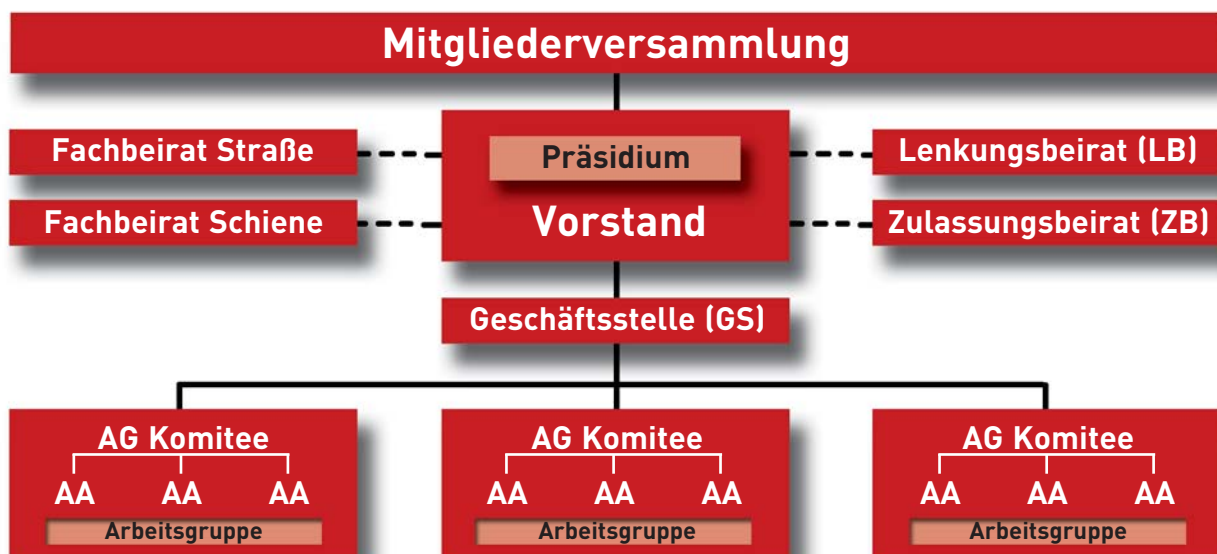 Mitgliederversammlung
Fachbeirat Straße
Präsidium
Lenkungsbeirat (LB)
Fachbeirat Schiene
Vorstand
Zulassungsbeirat (ZB)
Geschäftsstelle (GS)
AG Komitee
AA AA AA
Arbeitsgruppe
AG Komitee
AA AA AA
Arbeitsgruppe
AG Komitee
AA AA AA
Arbeitsgruppe